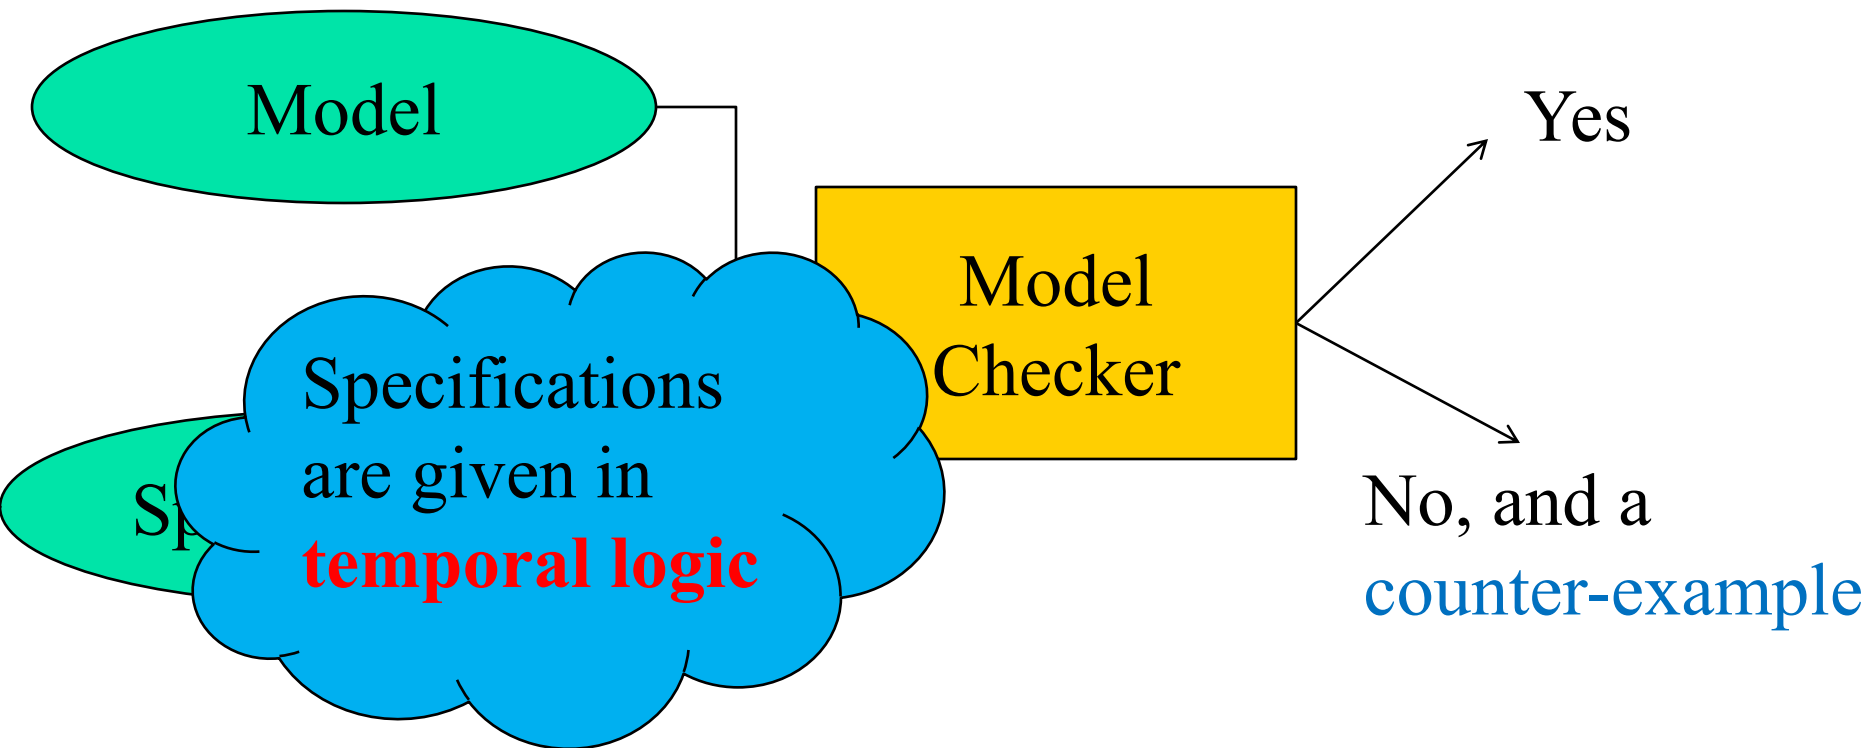 Model
Yes
Model
Checker
Specifications
are given in
temporal logic
No, and a
counter-example